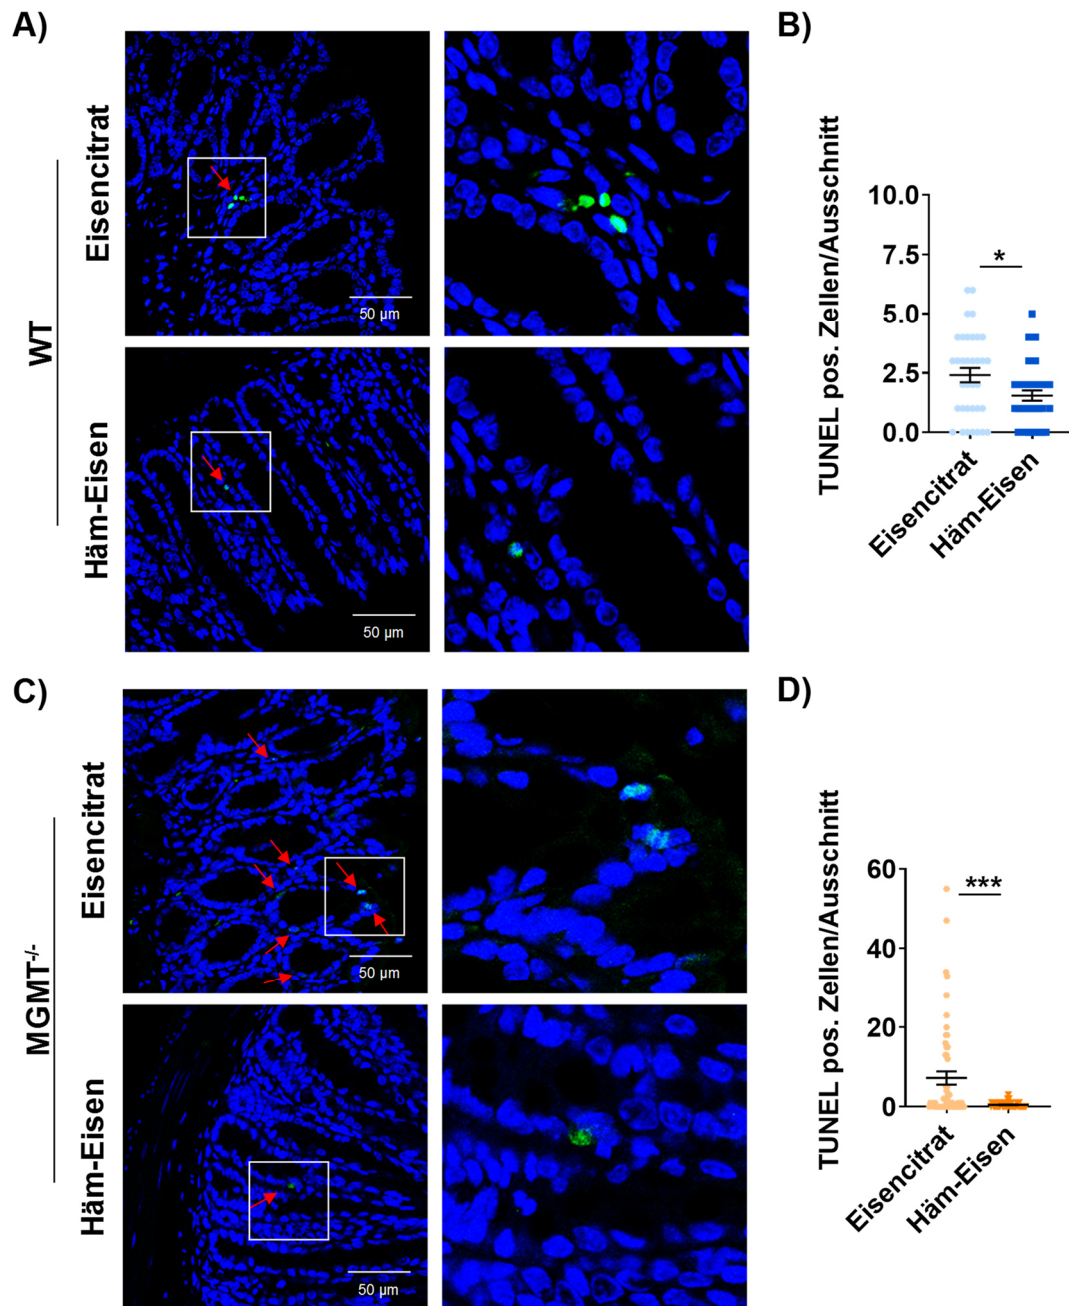 A)
WT
Eisencitrat
50 µm
Häm-Eisen
50 µm
B)
TUNEL pos. Zellen/Ausschnitt
10.0
7.5
5.0
2.5
0.0
*
Eisencitrat
Häm-Eisen
C)
MGMT-/-
Eisencitrat
50 µm
Häm-Eisen
50 µm
D)
TUNEL pos. Zellen/Ausschnitt
60
40
20
0
***
Eisencitrat
Häm-Eisen